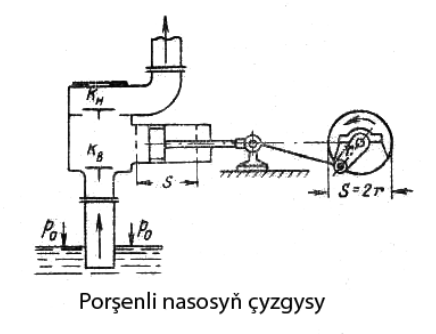 Kн
Kв
S
r
S = 2r
P₀ P₀
Porşenli nasosyň çyzgysy